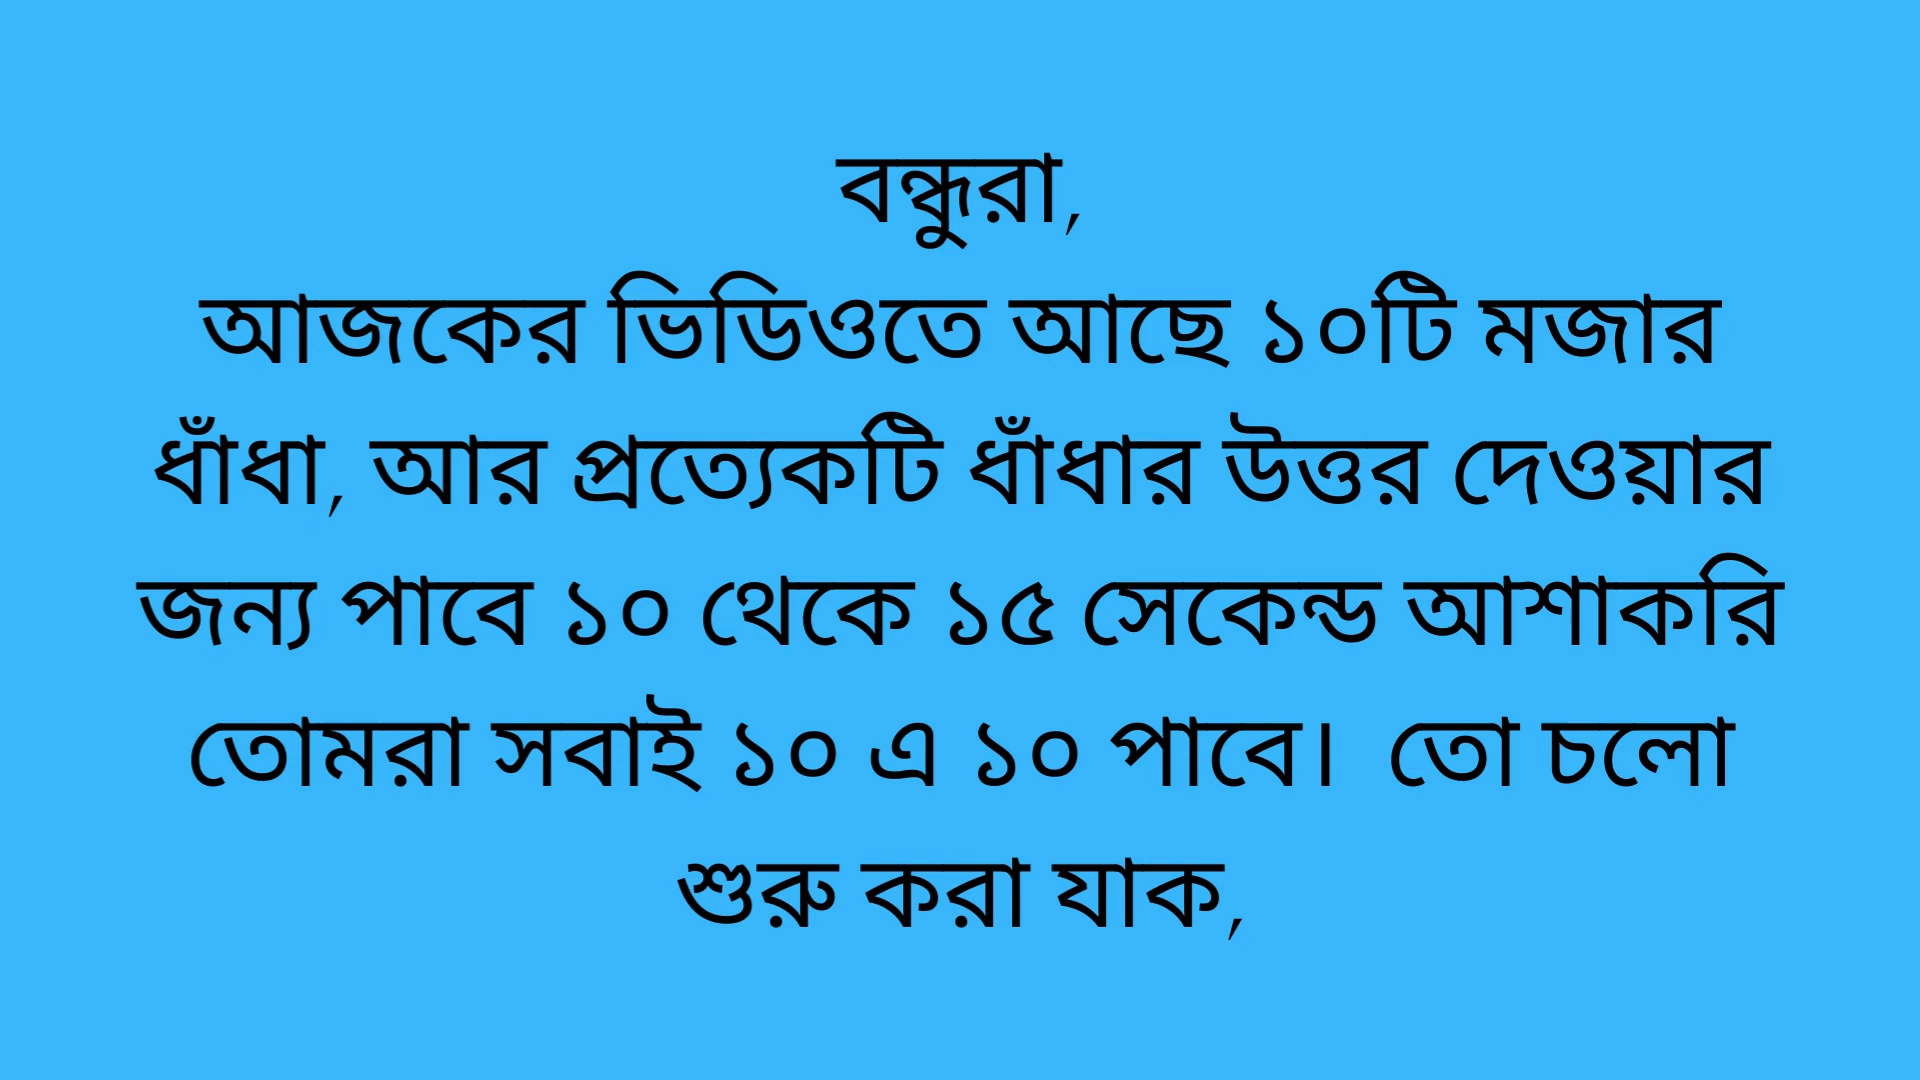 বন্ধুরা,
আজকের ভিডিওতে আছে ১০টি মজার
ধাঁধা, আর প্রত্যেকটি ধাঁধার উত্তর দেওয়ার
জন্য পাবে ১০ থেকে ১৫ সেকেন্ড আশাকরি
তোমরা সবাই ১০ এ ১০ পাবে। তো চলো
শুরু করা যাক,